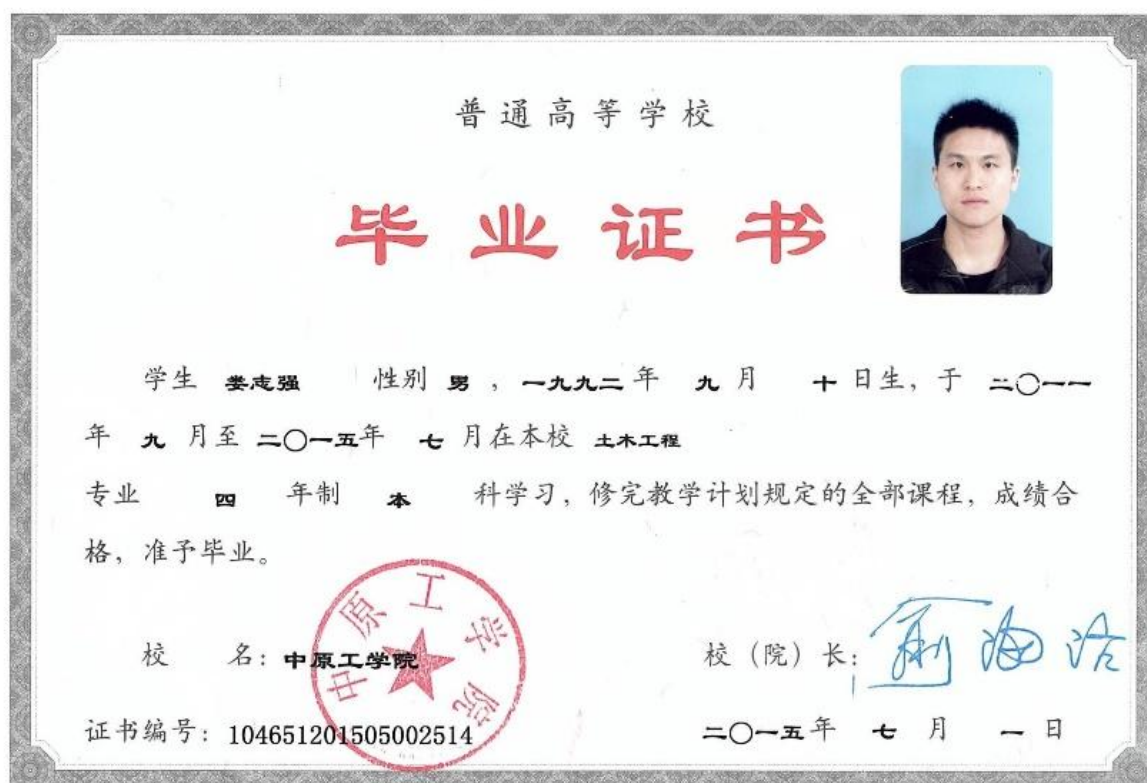 普通高等学校
毕业证书
学生 娄志强 性别 男 ，一九九二 年 九 月 十 日生，于 二〇一一
年 九 月至 二〇一五年 七 月在本校 土木工程
专业 四 年制 本 科学习，修完教学计划规定的全部课程，成绩合
格，准予毕业。
校 名：中原工学院
中原工学院
校（院）长：俞海洛
证书编号：104651201505002514
二〇一五年 七 月 一 日